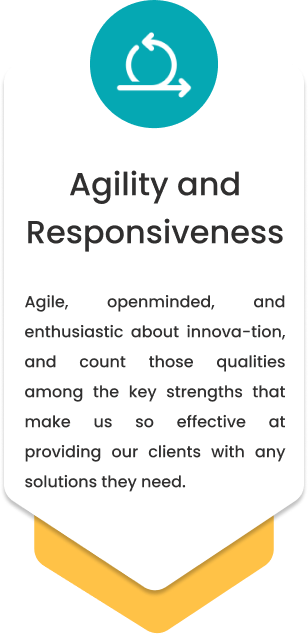 Agility and
Responsiveness
Agile, openminded, and
enthusiastic about innova-tion,
and count those qualities
among the key strengths that
make us so effective at
providing our clients with any
solutions they need.